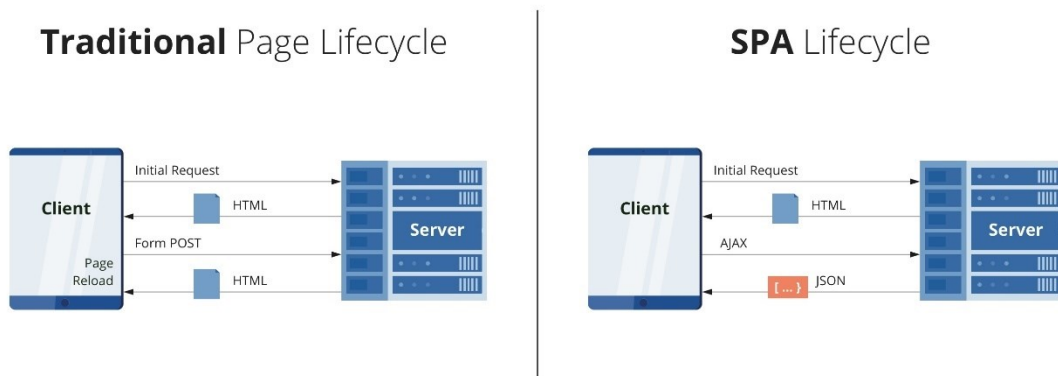 Traditional Page Lifecycle
Initial Request
Client
HTML
Server
Form POST
Page
Reload
HTML
SPA Lifecycle
Initial Request
Client
HTML
Server
AJAX
[ ... }
JSON